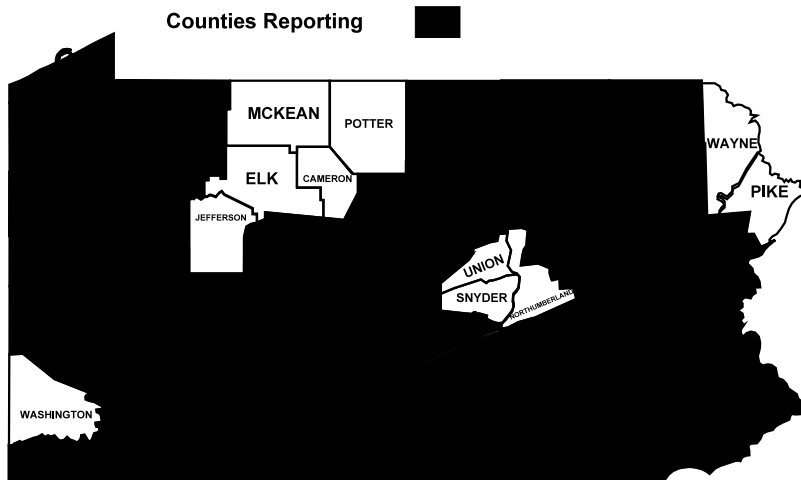 Counties Reporting
MCKEAN
POTTER
WAYNE
ELK
CAMERON
PIKE
JEFFERSON
UNION
SNYDER
NORTHUMBERLAND
WASHINGTON